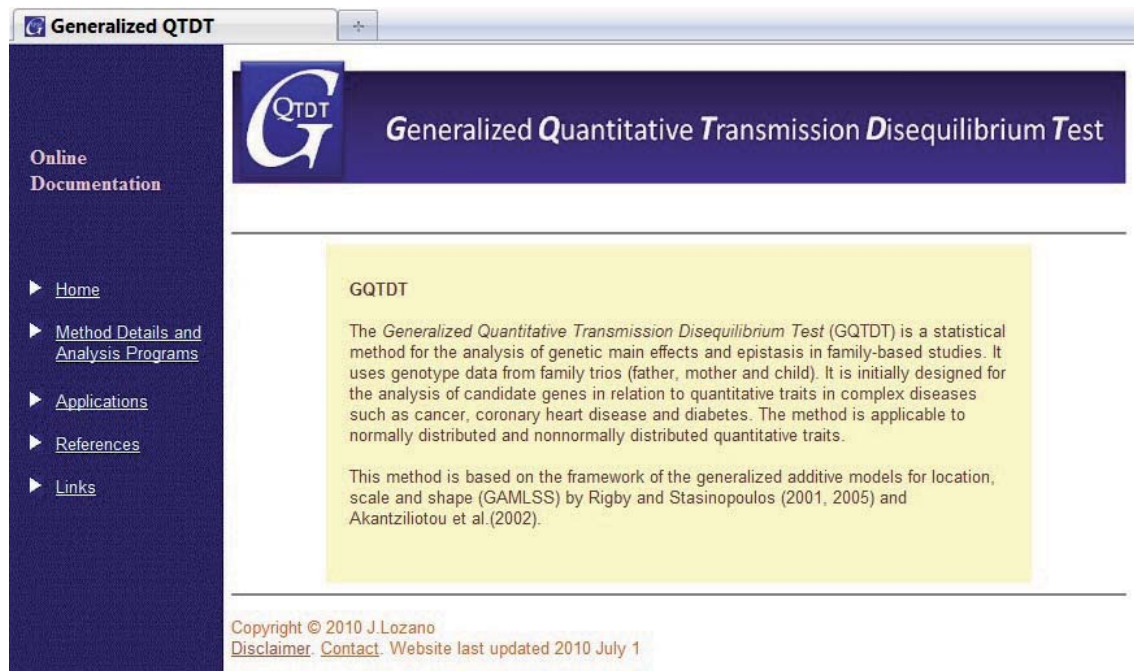 Generalized QTDT
Online
Documentation
Home
Method Details and
Analysis Programs
Applications
References
Links
G QTDT
Generalized Quantitative Transmission Disequilibrium Test
GQTDT
The Generalized Quantitative Transmission Disequilibrium Test (GQTDT) is a statistical
method for the analysis of genetic main effects and epistasis in family-based studies. It
uses genotype data from family trios (father, mother and child). It is initially designed for
the analysis of candidate genes in relation to quantitative traits in complex diseases
such as cancer, coronary heart disease and diabetes. The method is applicable to
normally distributed and nonnormally distributed quantitative traits.
This method is based on the framework of the generalized additive models for location,
scale and shape (GAMLSS) by Rigby and Stasinopoulos (2001, 2005) and
Akantziliotou et al.(2002).
Copyright © 2010 J.Lozano
Disclaimer. Contact. Website last updated 2010 July 1